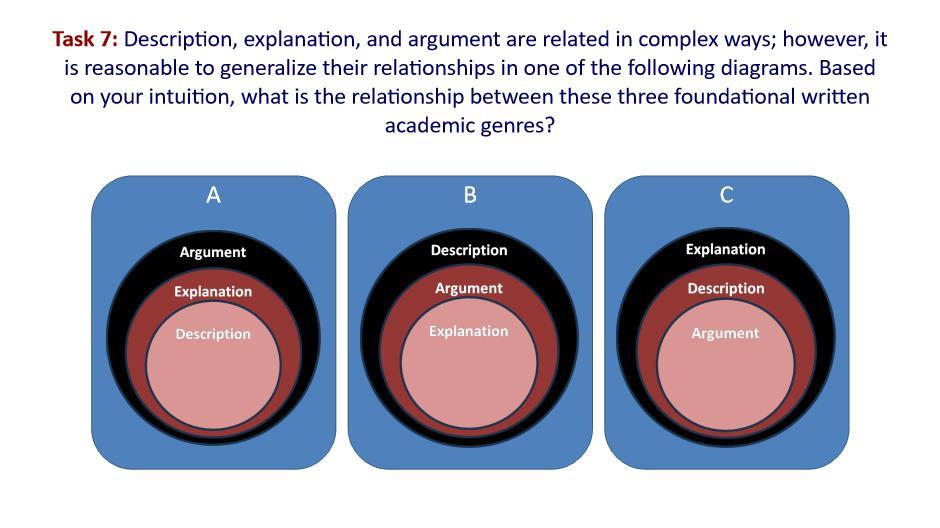 Task 7: Description, explanation, and argument are related in complex ways; however, it
is reasonable to generalize their relationships in one of the following diagrams. Based
on your intuition, what is the relationship between these three foundational written
academic genres?
A
Argument
Explanation
Description
B
Description
Argument
Explanation
C
Explanation
Description
Argument